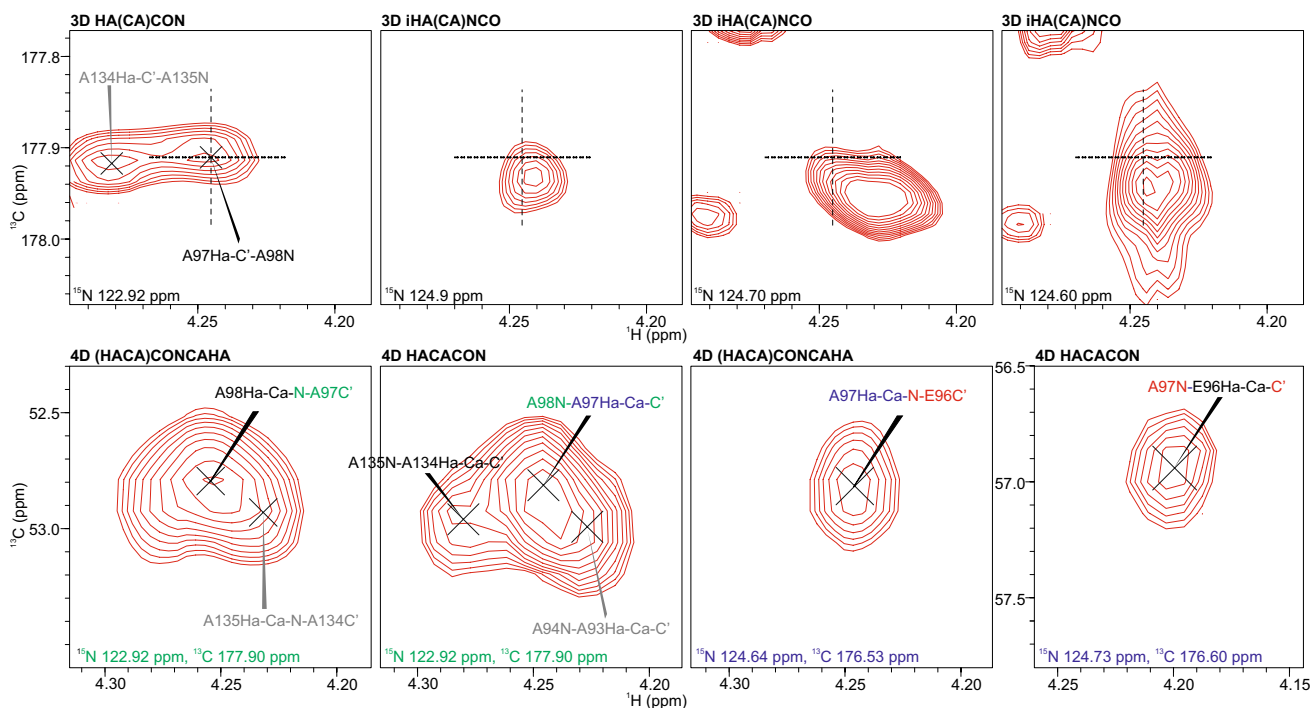 3D HA(CA)CON
3D iHA(CA)NCO
3D iHA(CA)NCO
3D iHA(CA)NCO
177.8
177.9
178.0
¹³C (ppm)
A134Ha-C'-A135N
A97Ha-C'-A98N
¹⁵N 122.92 ppm
¹⁵N 124.9 ppm
¹⁵N 124.70 ppm
¹⁵N 124.60 ppm
4.25 4.20
4.25 4.20
4.25 4.20
4.25 4.20
¹H (ppm)
4D (HACA)CONCAHA
4D HACACON
4D (HACA)CONCAHA
4D HACACON
52.5
53.0
¹³C (ppm)
A98Ha-Ca-N-A97C'
A135Ha-Ca-N-A134C'
¹⁵N 122.92 ppm, ¹³C 177.90 ppm
A98N-A97Ha-Ca-C'
A135N-A134Ha-Ca-C'
A94N-A93Ha-Ca-C'
¹⁵N 122.92 ppm, ¹³C 177.90 ppm
A97Ha-Ca-N-E96C'
¹⁵N 124.64 ppm, ¹³C 176.53 ppm
56.5
57.0
57.5
A97N-E96Ha-Ca-C'
¹⁵N 124.73 ppm, ¹³C 176.60 ppm
4.30 4.25 4.20
4.30 4.25 4.20
4.30 4.25 4.20
4.25 4.20 4.15
¹H (ppm)